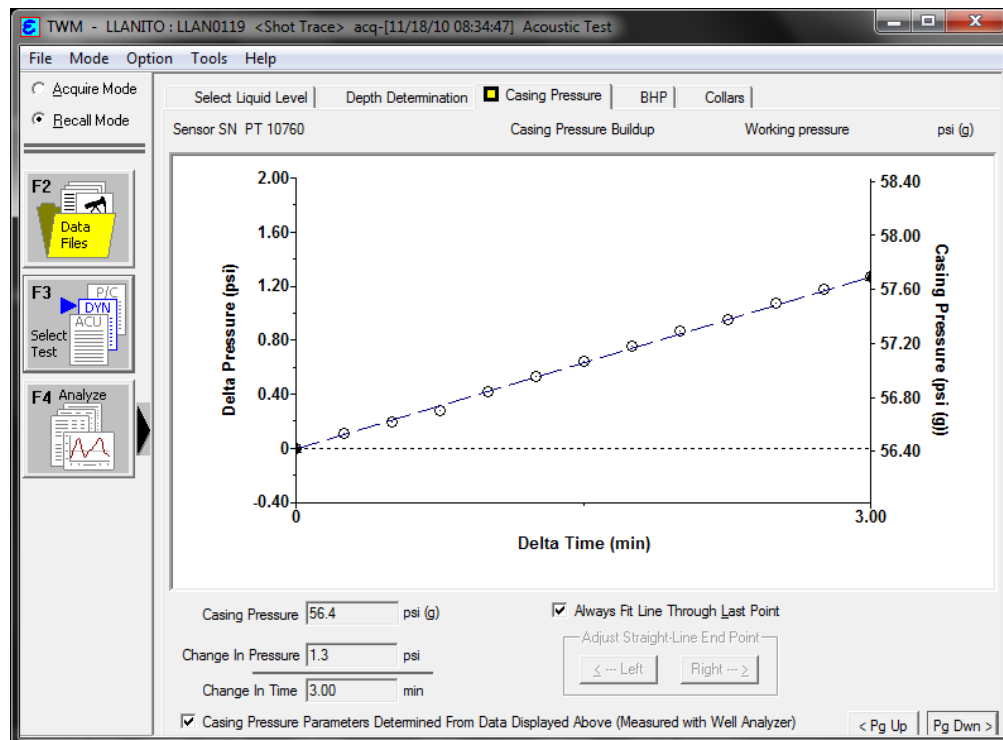 TWM - LLANITO : LLAN0119 <Shot Trace> acq-[11/18/10 08:34:47] Acoustic Test
File Mode Option Tools Help
Acquire Mode
Recall Mode
F2
Data
Files
F3
P/C
DYN
ACU
Select
Test
F4 Analyze
Select Liquid Level
Depth Determination
Casing Pressure
BHP
Collars
Sensor SN PT 10760
Casing Pressure Buildup
Working pressure
psi (g)
Delta Pressure (psi)
2.00
1.60
1.20
0.80
0.40
0
-0.40
0
3.00
Delta Time (min)
58.40
58.00
57.60
57.20
56.80
56.40
Casing Pressure (psi (g))
Casing Pressure 56.4 psi (g)
Change In Pressure 1.3 psi
Change In Time 3.00 min
Always Fit Line Through Last Point
Adjust Straight-Line End Point
< --- Left
Right --- >
Casing Pressure Parameters Determined From Data Displayed Above (Measured with Well Analyzer)
< Pg Up
Pg Dwn >